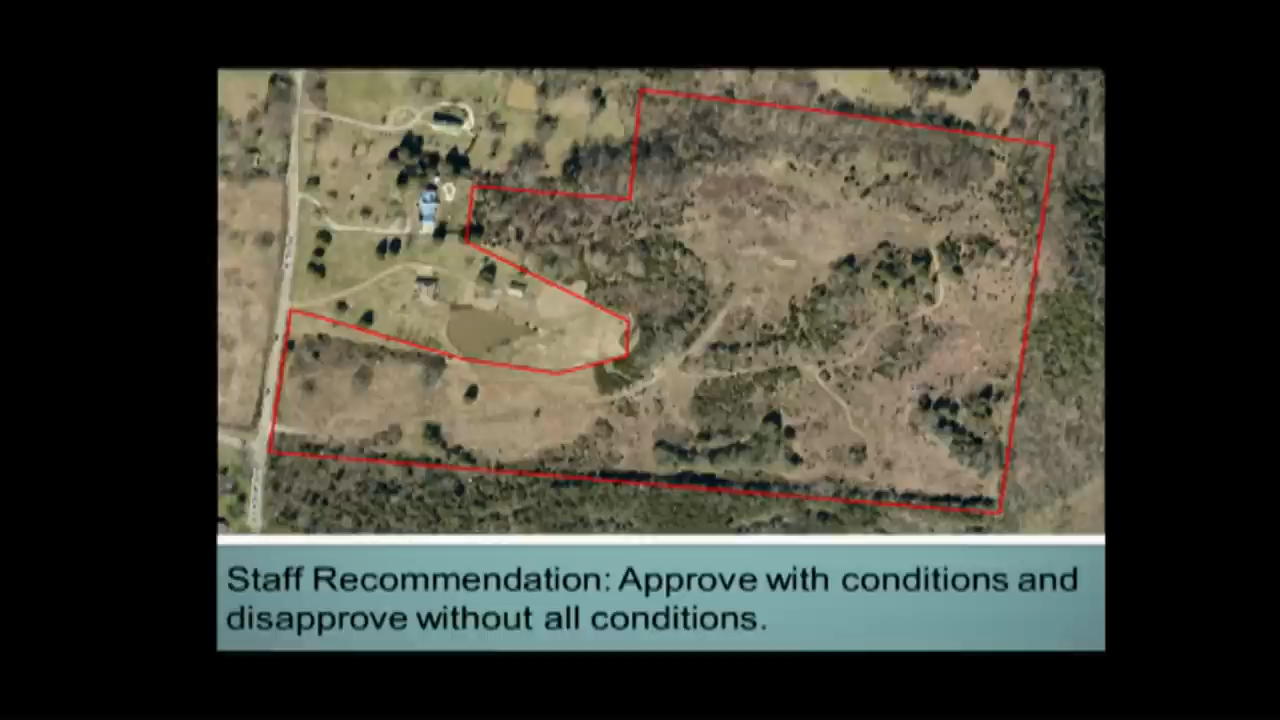 Staff Recommendation: Approve with conditions and
disapprove without all conditions.